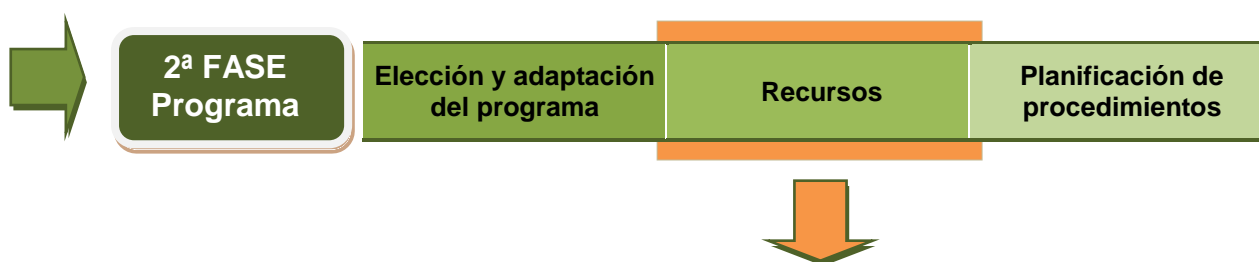 2ª FASE
Programa
Elección y adaptación
del programa
Recursos
Planificación de
procedimientos